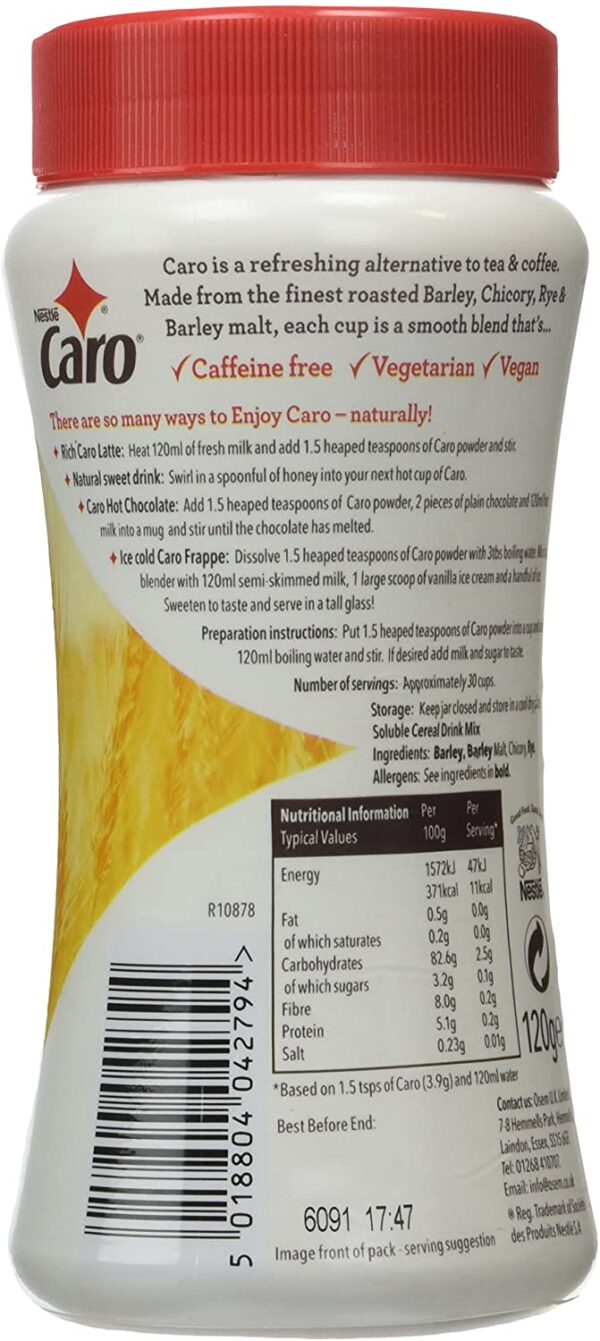 Caro is a refreshing alternative to tea & coffee.
Made from the finest roasted Barley, Chicory, Rye &
Barley malt, each cup is a smooth blend that's...
Nestlé
Caro®
✓Caffeine free ✓Vegetarian ✓Vegan
There are so many ways to Enjoy Caro – naturally!
Rich Caro Latte: Heat 120ml of fresh milk and add 1.5 heaped teaspoons of Caro powder and stir.
Natural sweet drink: Swirl in a spoonful of honey into your next hot cup of Caro.
Caro Hot Chocolate: Add 1.5 heaped teaspoons of Caro powder, 2 pieces of plain chocolate and 120ml
milk into a mug and stir until the chocolate has melted.
Ice cold Caro Frappe: Dissolve 1.5 heaped teaspoons of Caro powder with 3tbs boiling water.
blender with 120ml semi-skimmed milk, 1 large scoop of vanilla ice cream and a handful of
Sweeten to taste and serve in a tall glass!
Preparation instructions: Put 1.5 heaped teaspoons of Caro powder into a cup
120ml boiling water and stir. If desired add milk and sugar to taste.
Number of servings: Approximately 30 cups.
Storage: Keep jar closed and store in a cool dry
Soluble Cereal Drink Mix
Ingredients: Barley, Barley Malt, Chicory, Rye.
Allergens: See ingredients in bold.
Nutritional Information Per Per
Typical Values 100g Serving*
Energy 1572kJ 47kJ
371kcal 11kcal
Fat 0.5g 0.0g
of which saturates 0.2g 0.0g
Carbohydrates 82.6g 2.5g
of which sugars 3.2g 0.1g
Fibre 8.0g 0.2g
Protein 5.1g 0.2g
Salt 0.23g 0.01g
*Based on 1.5 tsps of Caro (3.9g) and 120ml water
Good Food,
Nestlé
120g℮
R10878
5 018804 042794 >
Best Before End:
6091 17:47
Image front of pack - serving suggestion
Contact us: Osem U.K. Limited
7-8 Hemmells Park,
Laindon, Essex, SS15 6GF
Tel: 01268 410707
Email: info@osem.co.uk
® Reg. Trademark of Société
des Produits Nestlé S.A